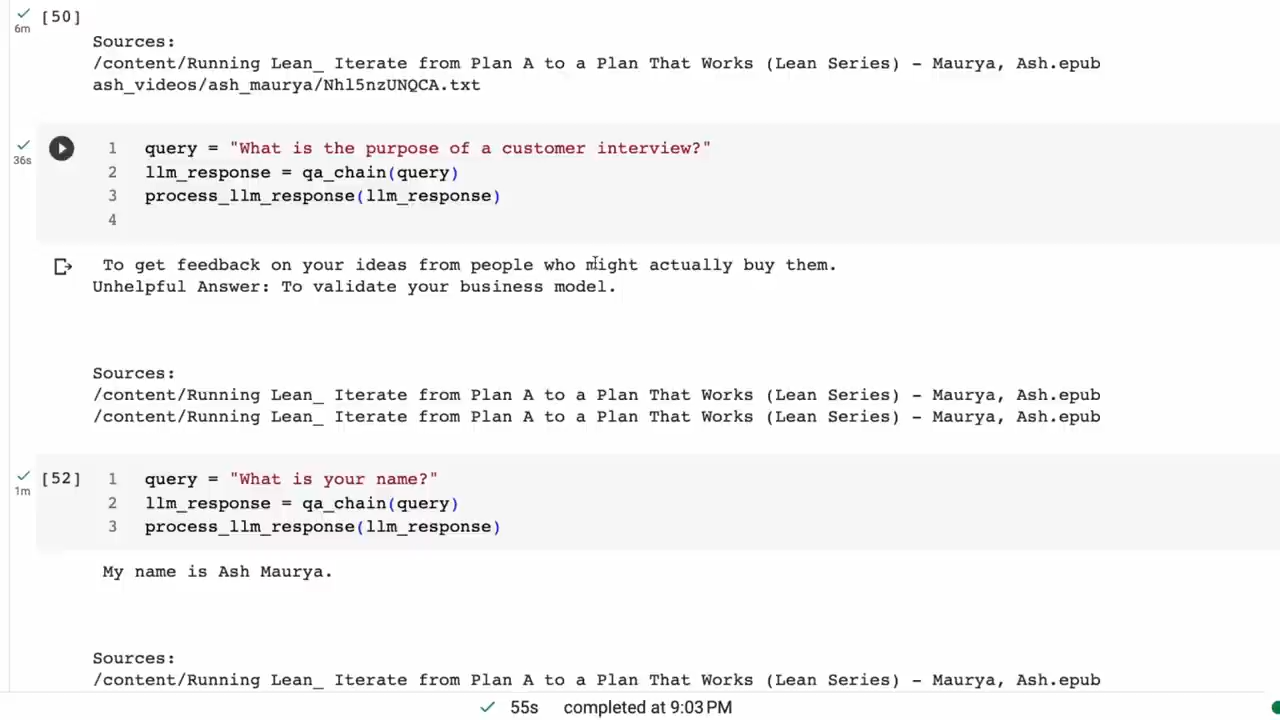 [50]
6m
Sources:
/content/Running Lean_ Iterate from Plan A to a Plan That Works (Lean Series) - Maurya, Ash.epub
ash_videos/ash_maurya/Nhl5nzUNQCA.txt
36s
1 query = "What is the purpose of a customer interview?"
2 llm_response = qa_chain(query)
3 process_llm_response(llm_response)
4
To get feedback on your ideas from people who might actually buy them.
Unhelpful Answer: To validate your business model.
Sources:
/content/Running Lean_ Iterate from Plan A to a Plan That Works (Lean Series) - Maurya, Ash.epub
/content/Running Lean_ Iterate from Plan A to a Plan That Works (Lean Series) - Maurya, Ash.epub
[52] 1 query = "What is your name?"
1m
2 llm_response = qa_chain(query)
3 process_llm_response(llm_response)
My name is Ash Maurya.
Sources:
/content/Running Lean_ Iterate from Plan A to a Plan That Works (Lean Series) - Maurya, Ash.epub
55s completed at 9:03 PM